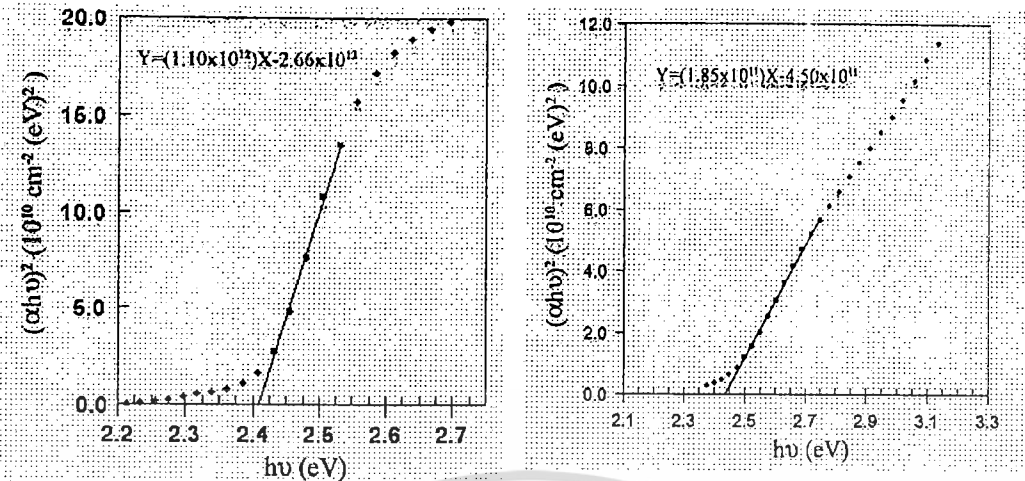 20.0
16.0
10.0
5.0
0.0
(αhυ)² (10¹⁰ cm⁻² (eV)²)
Y=(1.10x10¹²)X-2.66x10¹²
2.2 2.3 2.4 2.5 2.6 2.7
hυ (eV)
12.0
10.0
8.0
6.0
4.0
2.0
0.0
(αhυ)² (10¹⁰ cm⁻² (eV)²)
Y=(1.85x10¹¹)X-4.50x10¹¹
2.1 2.3 2.5 2.7 2.9 3.1 3.3
hυ (eV)